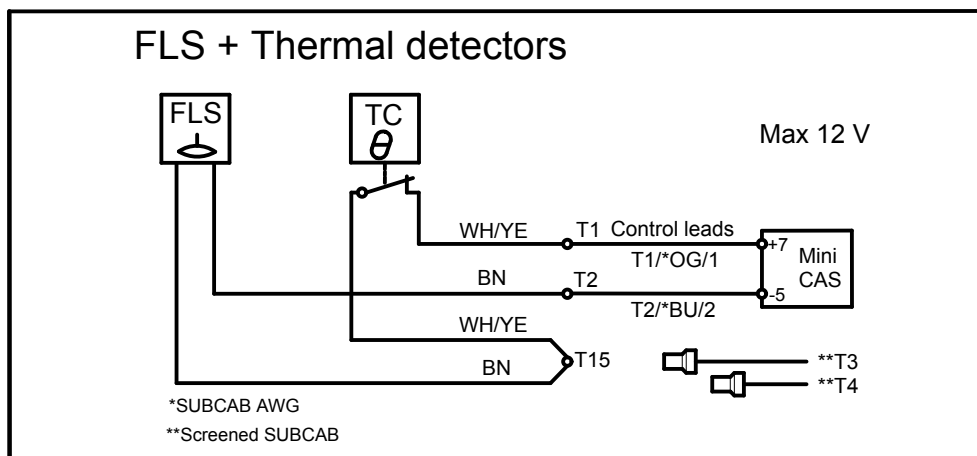 FLS + Thermal detectors
FLS
TC
θ
Max 12 V
WH/YE
T1
Control leads
+7
T1/*OG/1
Mini
CAS
BN
T2
-5
T2/*BU/2
WH/YE
T15
BN
**T3
**T4
*SUBCAB AWG
**Screened SUBCAB